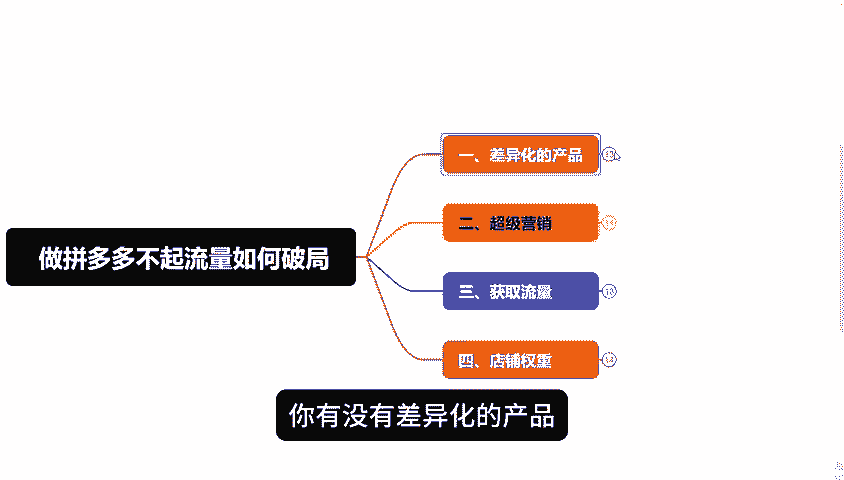 一、差异化的产品
二、超级营销
做拼多多不起流量如何破局
三、获取流量
四、店铺权重
你有没有差异化的产品